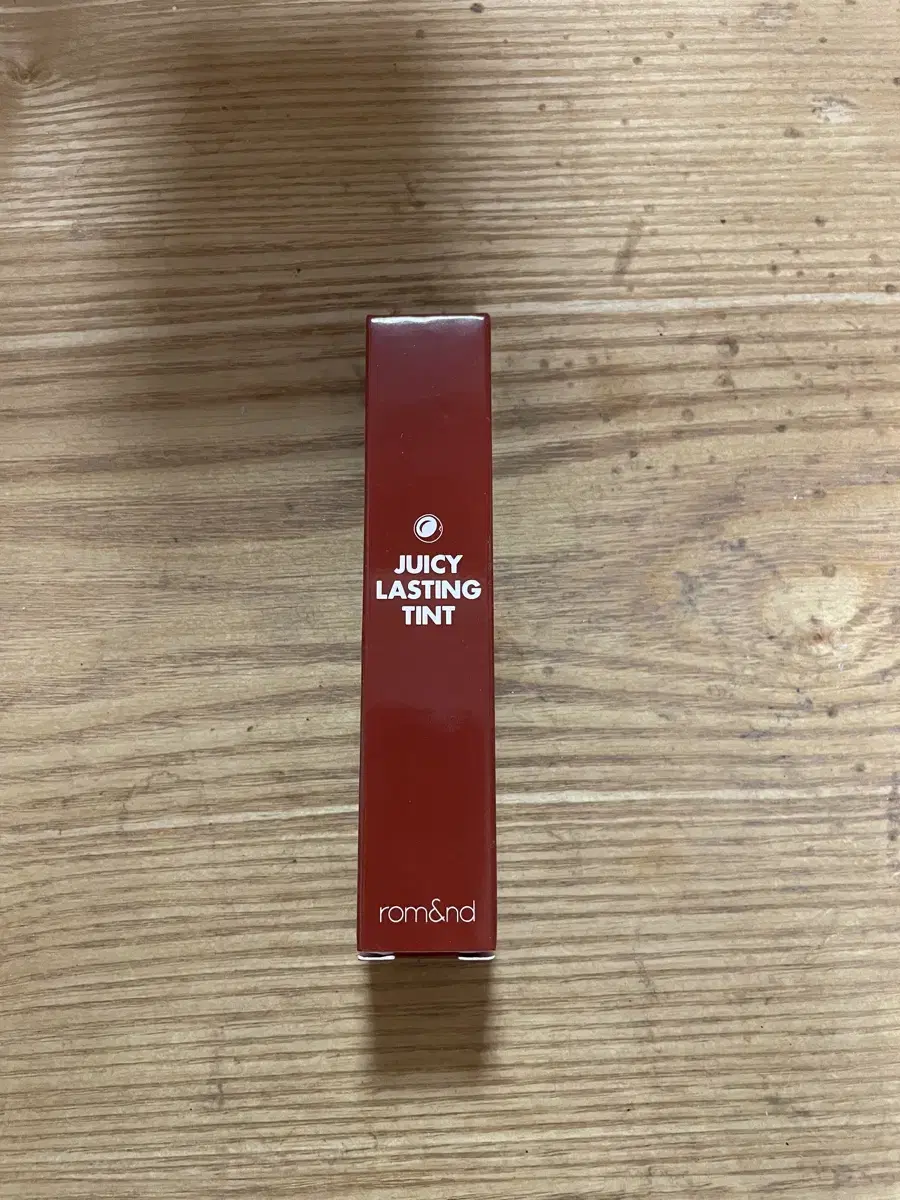 JUICY
LASTING
TINT
rom&nd